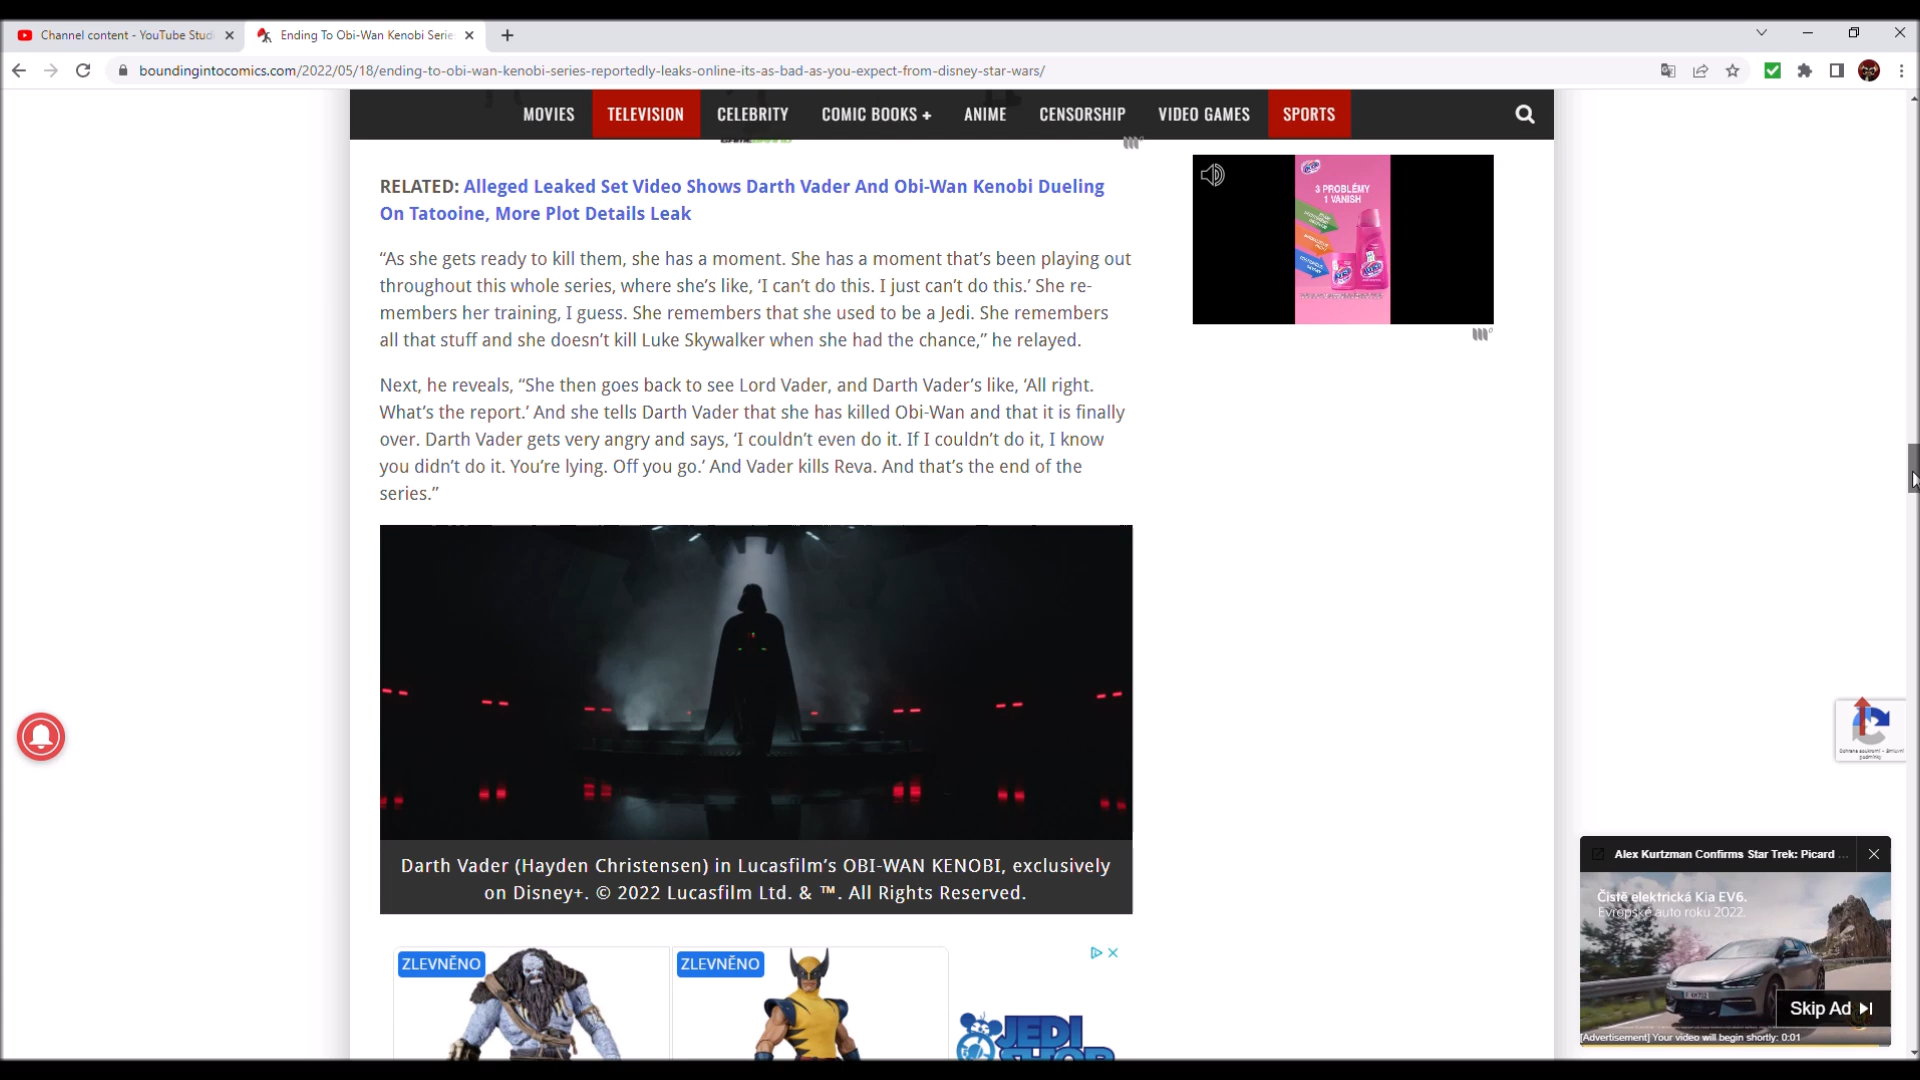 Channel content - YouTube Stud
Ending To Obi-Wan Kenobi Serie
boundingintocomics.com/2022/05/18/ending-to-obi-wan-kenobi-series-reportedly-leaks-online-its-as-bad-as-you-expect-from-disney-star-wars/
MOVIES TELEVISION CELEBRITY COMIC BOOKS + ANIME CENSORSHIP VIDEO GAMES SPORTS
RELATED: Alleged Leaked Set Video Shows Darth Vader And Obi-Wan Kenobi Dueling
On Tatooine, More Plot Details Leak
“As she gets ready to kill them, she has a moment. She has a moment that’s been playing out
throughout this whole series, where she’s like, ‘I can’t do this. I just can’t do this.’ She re-
members her training, I guess. She remembers that she used to be a Jedi. She remembers
all that stuff and she doesn’t kill Luke Skywalker when she had the chance,” he relayed.
Next, he reveals, “She then goes back to see Lord Vader, and Darth Vader’s like, ‘All right.
What’s the report.’ And she tells Darth Vader that she has killed Obi-Wan and that it is finally
over. Darth Vader gets very angry and says, ‘I couldn’t even do it. If I couldn’t do it, I know
you didn’t do it. You’re lying. Off you go.’ And Vader kills Reva. And that’s the end of the
series.”
Darth Vader (Hayden Christensen) in Lucasfilm’s OBI-WAN KENOBI, exclusively
on Disney+. © 2022 Lucasfilm Ltd. & ™. All Rights Reserved.
ZLEVNĚNO
ZLEVNĚNO
JEDI
SHOP
3 PROBLÉMY
1 VANISH
Ochrana soukromí - Smluvní
podmínky
Alex Kurtzman Confirms Star Trek: Picard ...
Čistě elektrická Kia EV6.
Evropské auto roku 2022.
Skip Ad
[Advertisement] Your video will begin shortly: 0:01